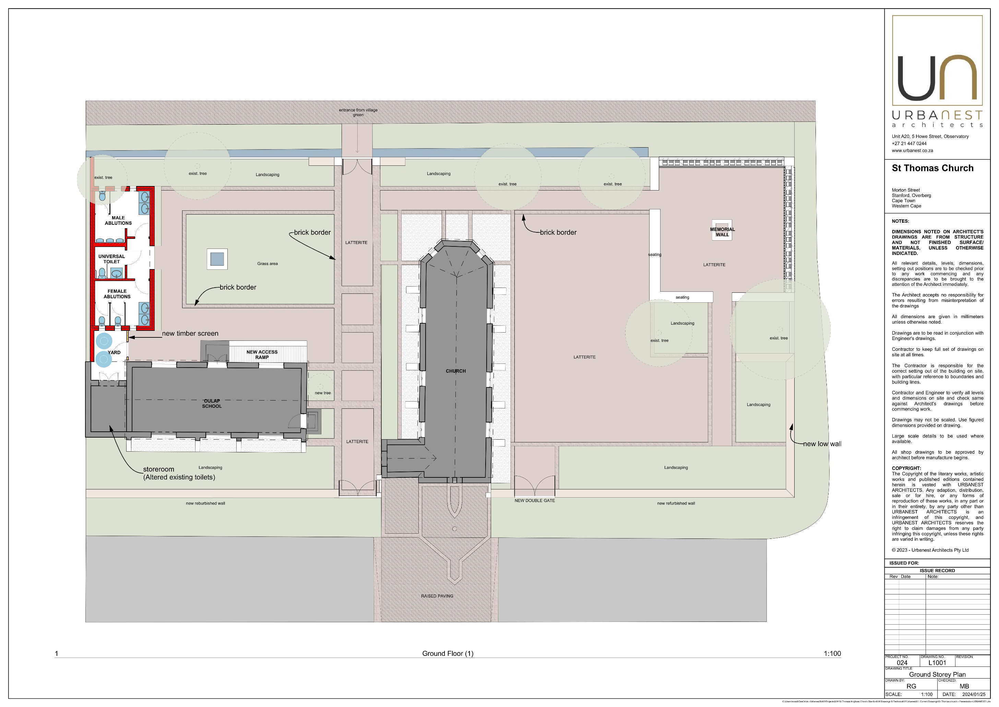 entrance from village
green
exist. tree
exist. tree
Landscaping
Landscaping
exist. tree
exist. tree
MALE
ABLUTIONS
brick border
LATTERITE
brick border
MEMORIAL
WALL
seating
UNIVERSAL
TOILET
Grass area
LATTERITE
brick border
FEMALE
ABLUTIONS
seating
Landscaping
new timber screen
exist. tree
exist. tree
YARD
NEW ACCESS
RAMP
LATTERITE
CHURCH
new tree
OULAP
SCHOOL
Landscaping
LATTERITE
new low wall
storeroom
(Altered existing toilets)
Landscaping
Landscaping
new reburbished wall
NEW DOUBLE GATE
new refurbished wall
RAISED PAVING
1
Ground Floor (1)
1:100
un
URBANEST
architects
Unit A20, 5 Howe Street, Observatory
+27 21 447 0244
www.urbanest.co.za
St Thomas Church
Morton Street
Stanford, Overberg
Cape Town
Western Cape
NOTES:
DIMENSIONS NOTED ON ARCHITECT'S
DRAWINGS ARE FROM STRUCTURE
AND NOT FINISHED SURFACE/
MATERIALS, UNLESS OTHERWISE
INDICATED.
All relevant details, levels, dimensions,
setting out positions are to be checked prior
to any work commencing and any
discrepancies are to be brought to the
attention of the Architect immediately.
The Architect accepts no responsibility for
errors resulting from misinterpretation of
the drawings
All dimensions are given in millimeters
unless otherwise noted.
Drawings are to be read in conjunction with
Engineer's drawings.
Contractor to keep full set of drawings on
site at all times.
The Contractor is responsible for the
correct setting out of the building on site,
with particular reference to boundaries and
building lines.
Contractor and Engineer to verify all levels
and dimensions on site and check same
against Architect's drawings before
commencing work.
Drawings may not be scaled. Use figured
dimensions provided on drawing.
Large scale details to be used where
available.
All shop drawings to be approved by
architect before manufacture begins.
COPYRIGHT:
The Copyright of the literary works, artistic
works and published editions contained
herein is vested with URBANEST
ARCHITECTS. Any adaption, distribution,
sale or for hire, or any forms of
reproduction of these works, in any part or
in their entirety, by any party other than
URBANEST ARCHITECTS is an
infringement of this copyright, and
URBANEST ARCHITECTS reserves the
right to claim damages from any party
infringing this copyright, unless these rights
are varied in writing.
© 2023 - Urbanest Architects Pty Ltd
ISSUED FOR:
ISSUE RECORD
Rev Date Note:
PROJECT NO. DRAWING NO. REVISION
024 L1001
DRAWING TITLE
Ground Storey Plan
DRAWN BY: CHECKED:
RG MB
SCALE: 1:100 DATE: 2024/01/25